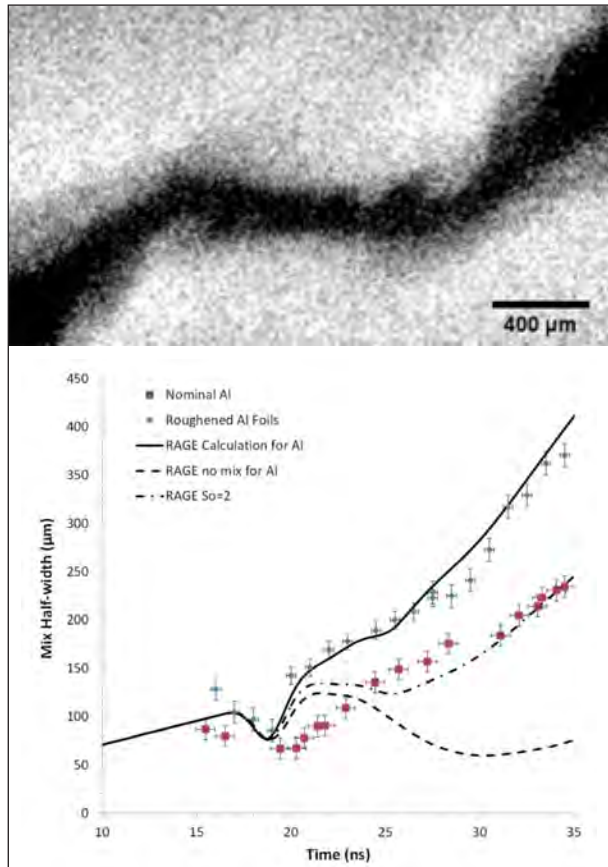 400 µm
450
400
350
300
250
200
150
100
50
0
Mix Half-width (µm)
Nominal Al
Roughened Al Foils
RAGE Calculation for Al
RAGE no mix for Al
RAGE So=2
10
15
20
25
30
35
Time (ns)